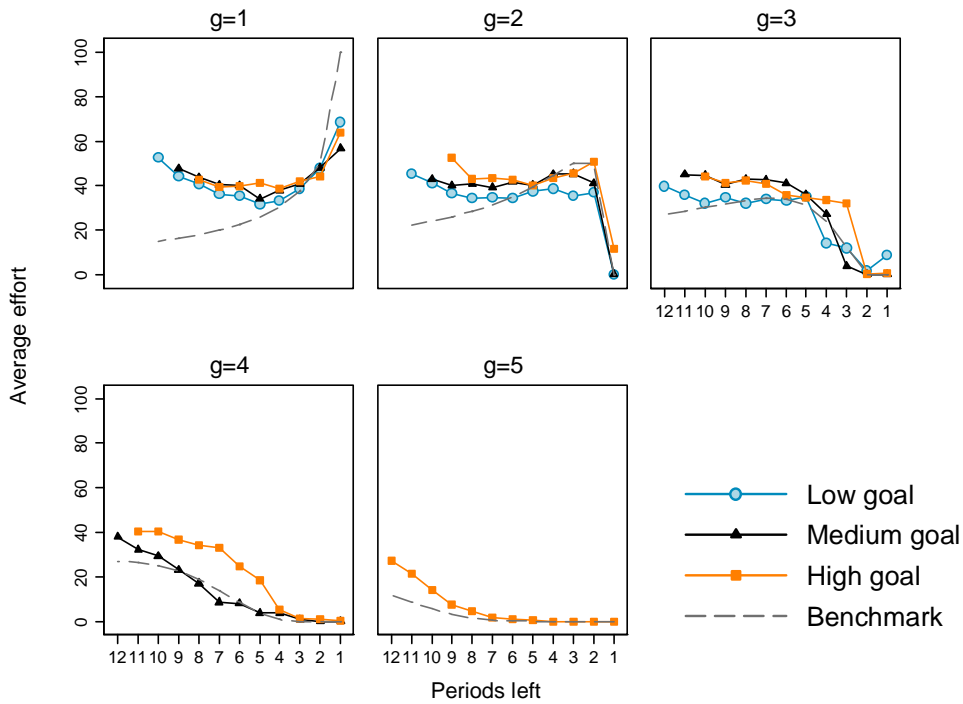 g=1
g=2
g=3
0 20 40 60 80 100
12 11 10 9 8 7 6 5 4 3 2 1
Average effort
g=4
g=5
0 20 40 60 80 100
12 11 10 9 8 7 6 5 4 3 2 1
12 11 10 9 8 7 6 5 4 3 2 1
Periods left
Low goal
Medium goal
High goal
Benchmark